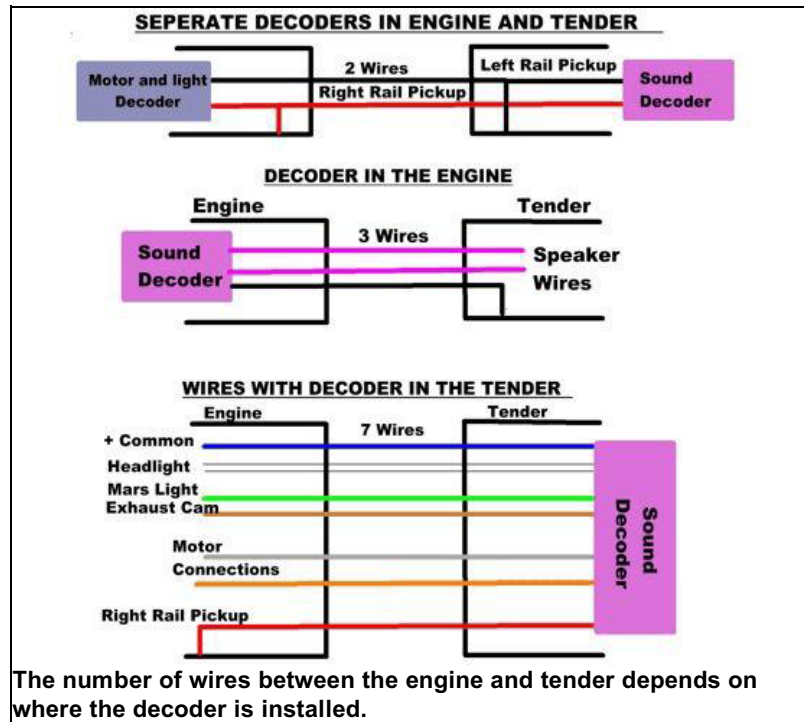 SEPERATE DECODERS IN ENGINE AND TENDER
2 Wires
Left Rail Pickup
Motor and light
Decoder
Right Rail Pickup
Sound
Decoder
DECODER IN THE ENGINE
Engine
Tender
3 Wires
Sound
Decoder
Speaker
Wires
WIRES WITH DECODER IN THE TENDER
Engine
Tender
7 Wires
+ Common
Headlight
Mars Light
Exhaust Cam
Motor
Connections
Right Rail Pickup
Sound
Decoder
The number of wires between the engine and tender depends on
where the decoder is installed.